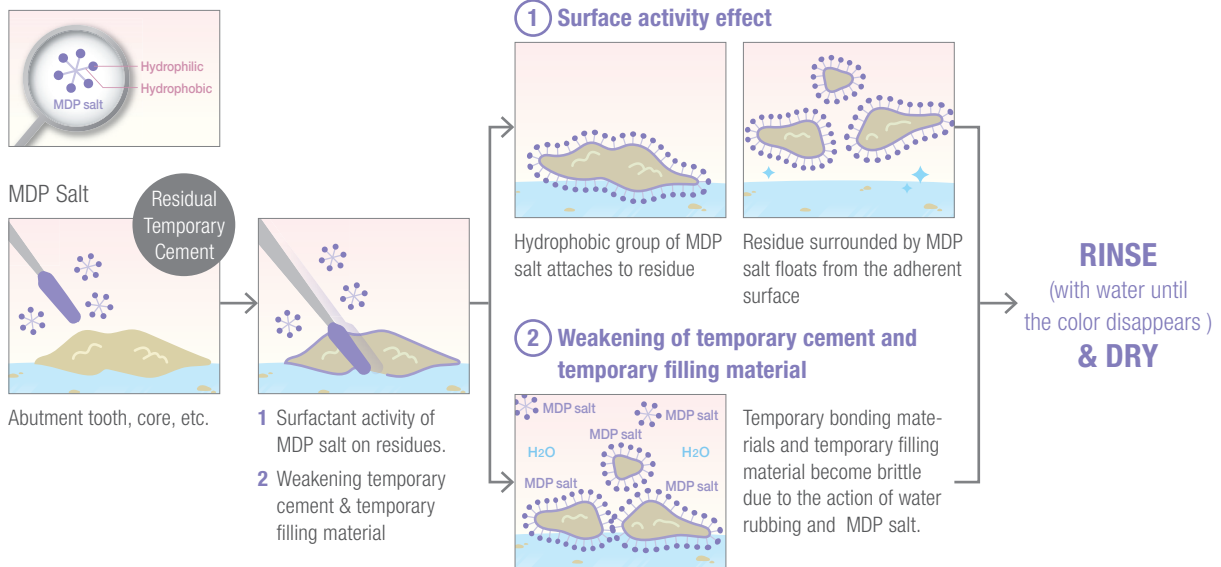 Hydrophilic
Hydrophobic
MDP salt
MDP Salt
Residual
Temporary
Cement
Abutment tooth, core, etc.
1 Surfactant activity of
MDP salt on residues.
2 Weakening temporary
cement & temporary
filling material
1 Surface activity effect
Hydrophobic group of MDP
salt attaches to residue
Residue surrounded by MDP
salt floats from the adherent
surface
2 Weakening of temporary cement and
temporary filling material
MDP salt
MDP salt
MDP salt
H2O
H2O
MDP salt
MDP salt
Temporary bonding mate-
rials and temporary filling
material become brittle
due to the action of water
rubbing and MDP salt.
RINSE
(with water until
the color disappears )
& DRY